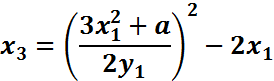 x₃ = ((3x₁² + a) / (2y₁))² − 2x₁